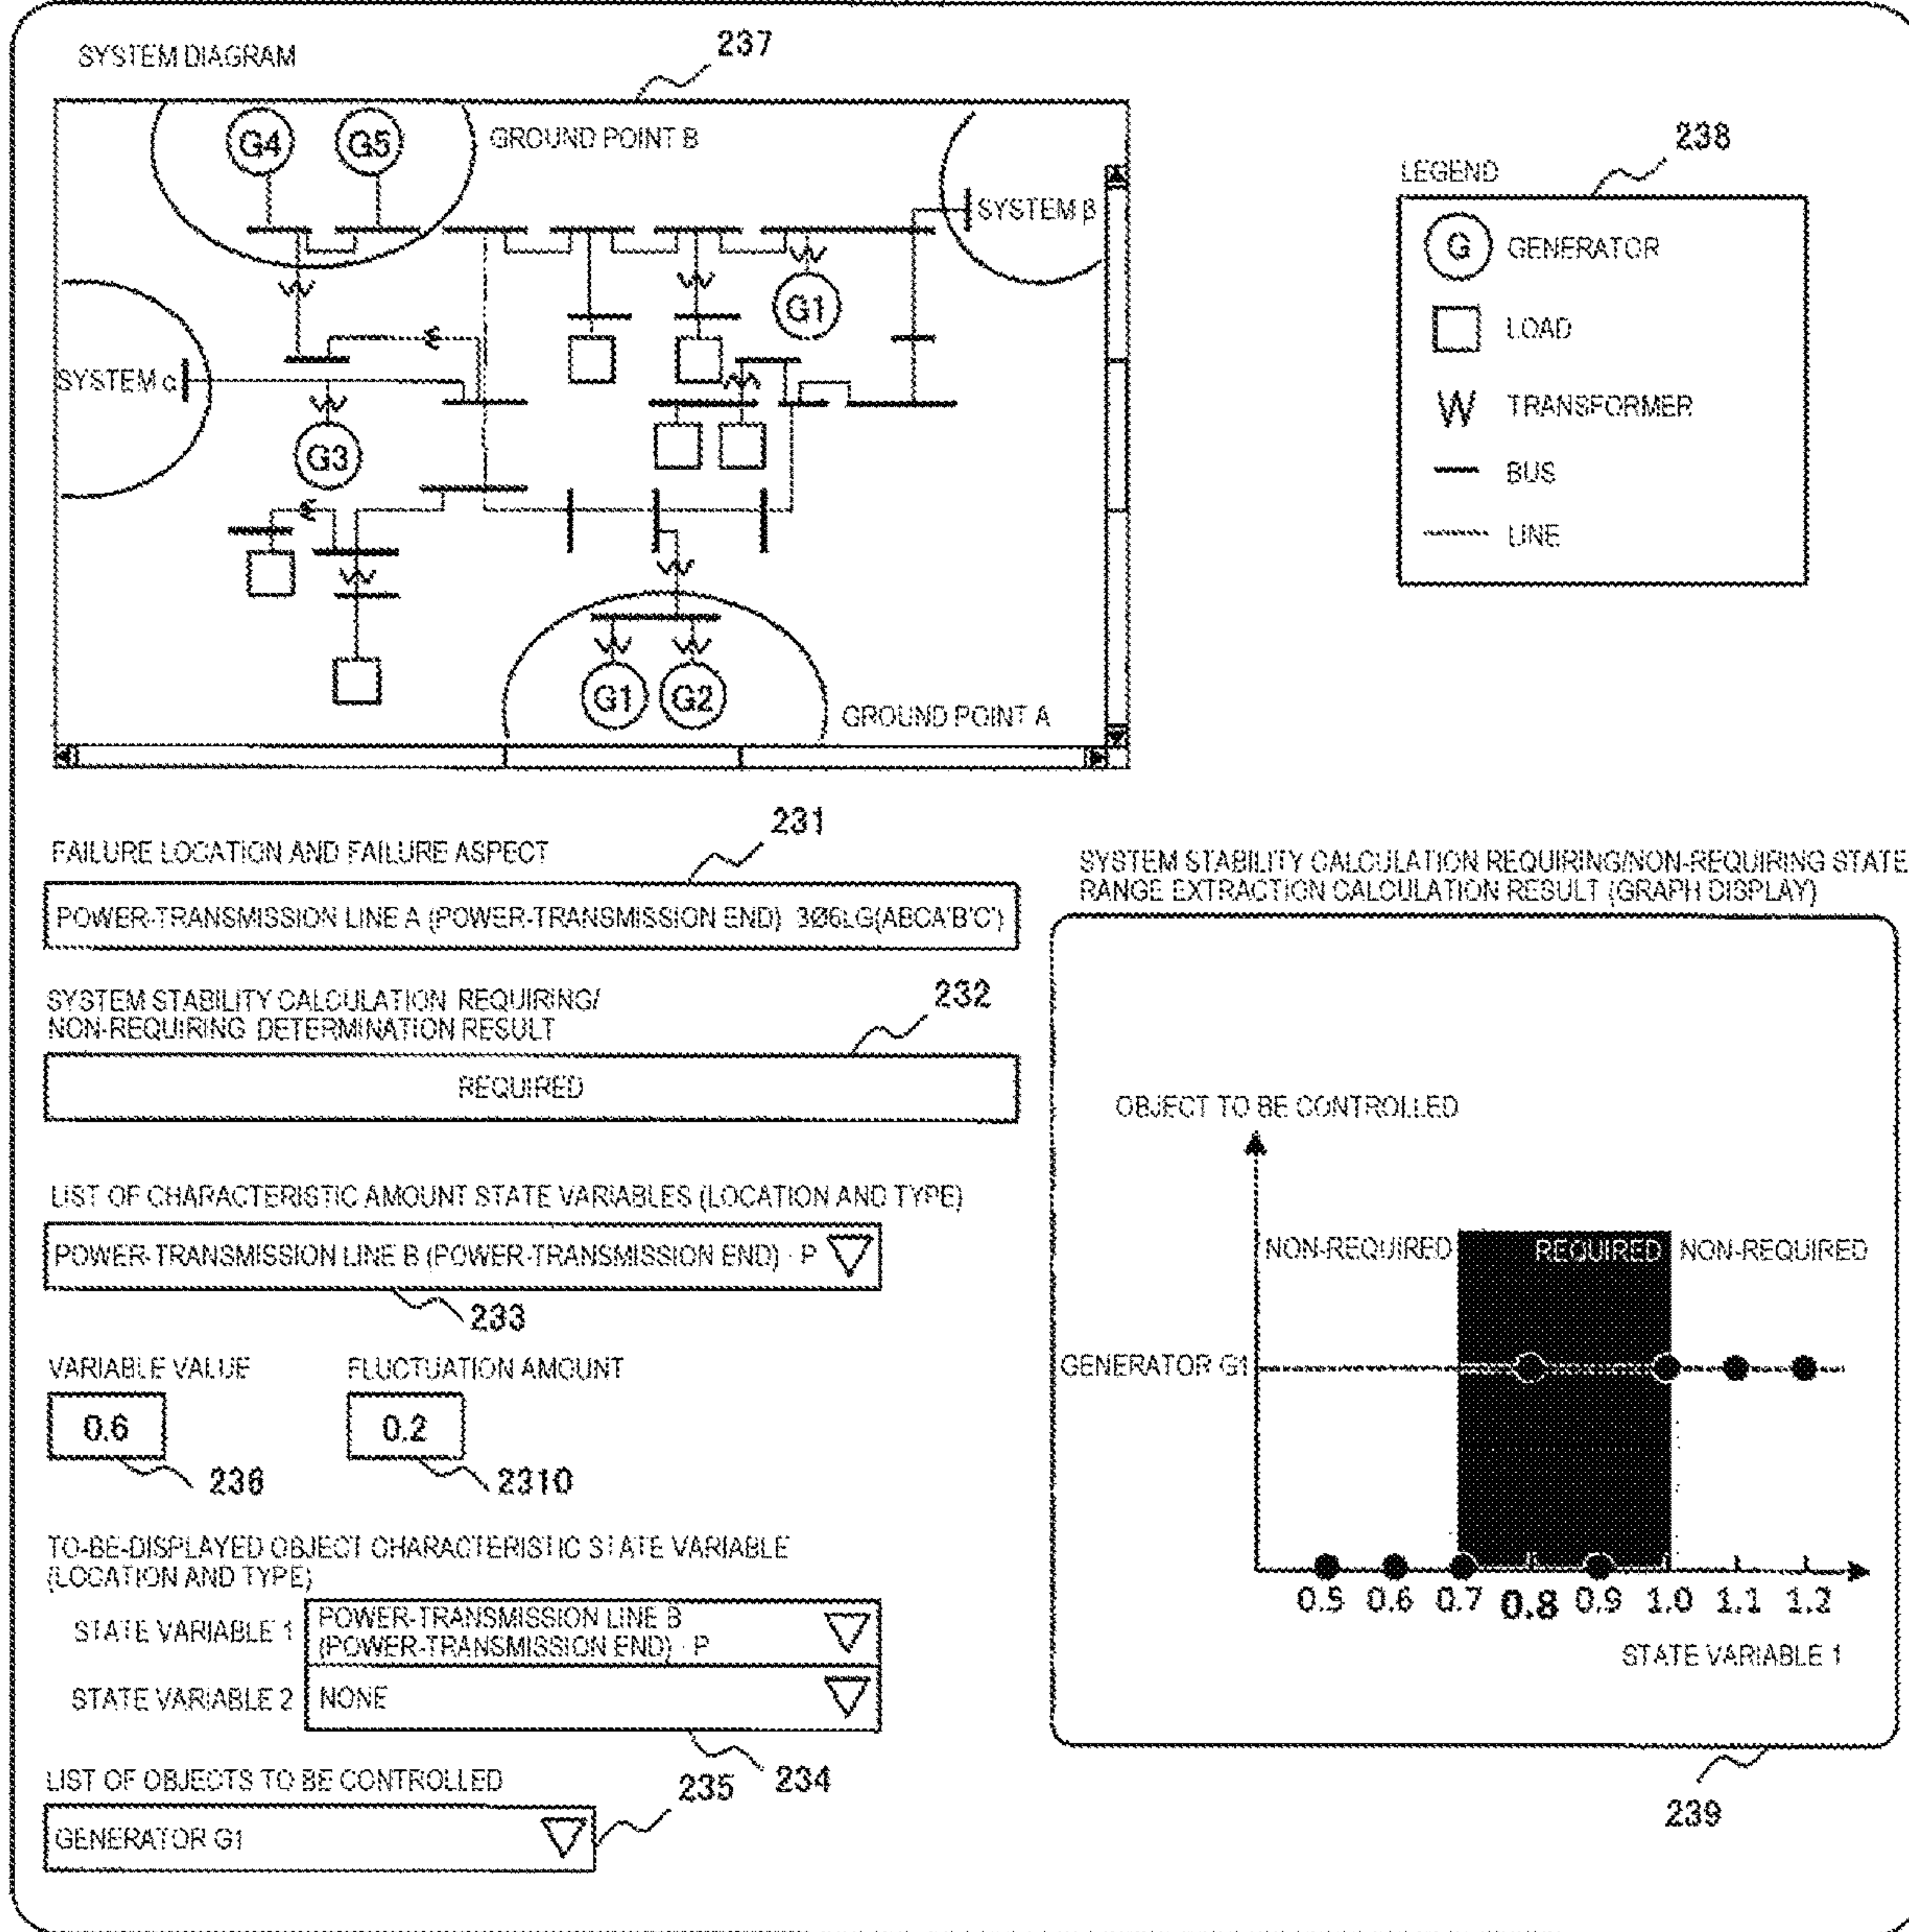 SYSTEM DIAGRAM
237
G4
G5
GROUND POINT B
SYSTEM β
G1
SYSTEM α
G3
G1
G2
GROUND POINT A
238
LEGEND
G GENERATOR
LOAD
TRANSFORMER
BUS
LINE
231
FAILURE LOCATION AND FAILURE ASPECT
POWER-TRANSMISSION LINE A (POWER-TRANSMISSION END) 3Ø6LG(ABCA'B'C')
232
SYSTEM STABILITY CALCULATION REQUIRING/
NON-REQUIRING DETERMINATION RESULT
REQUIRED
LIST OF CHARACTERISTIC AMOUNT STATE VARIABLES (LOCATION AND TYPE)
POWER-TRANSMISSION LINE B (POWER-TRANSMISSION END) · P
233
VARIABLE VALUE
FLUCTUATION AMOUNT
0.6
0.2
236
2310
TO-BE-DISPLAYED OBJECT CHARACTERISTIC STATE VARIABLE
(LOCATION AND TYPE)
STATE VARIABLE 1
POWER-TRANSMISSION LINE B
(POWER-TRANSMISSION END) · P
STATE VARIABLE 2
NONE
234
LIST OF OBJECTS TO BE CONTROLLED
235
GENERATOR G1
SYSTEM STABILITY CALCULATION REQUIRING/NON-REQUIRING STATE
RANGE EXTRACTION CALCULATION RESULT (GRAPH DISPLAY)
OBJECT TO BE CONTROLLED
NON-REQUIRED
REQUIRED
NON-REQUIRED
GENERATOR G1
0.5 0.6 0.7 0.8 0.9 1.0 1.1 1.2
STATE VARIABLE 1
239